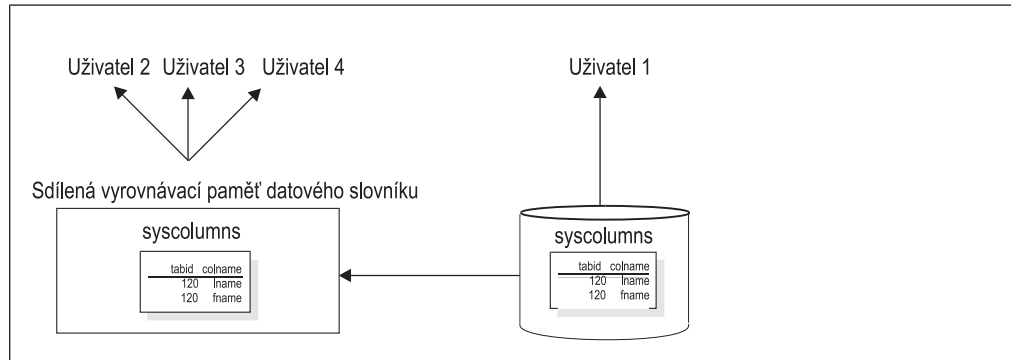 Uživatel 2 Uživatel 3 Uživatel 4
Uživatel 1
Sdílená vyrovnávací paměť datového slovníku
syscolumns
tabid colname
120 lname
120 fname
syscolumns
tabid colname
120 lname
120 fname